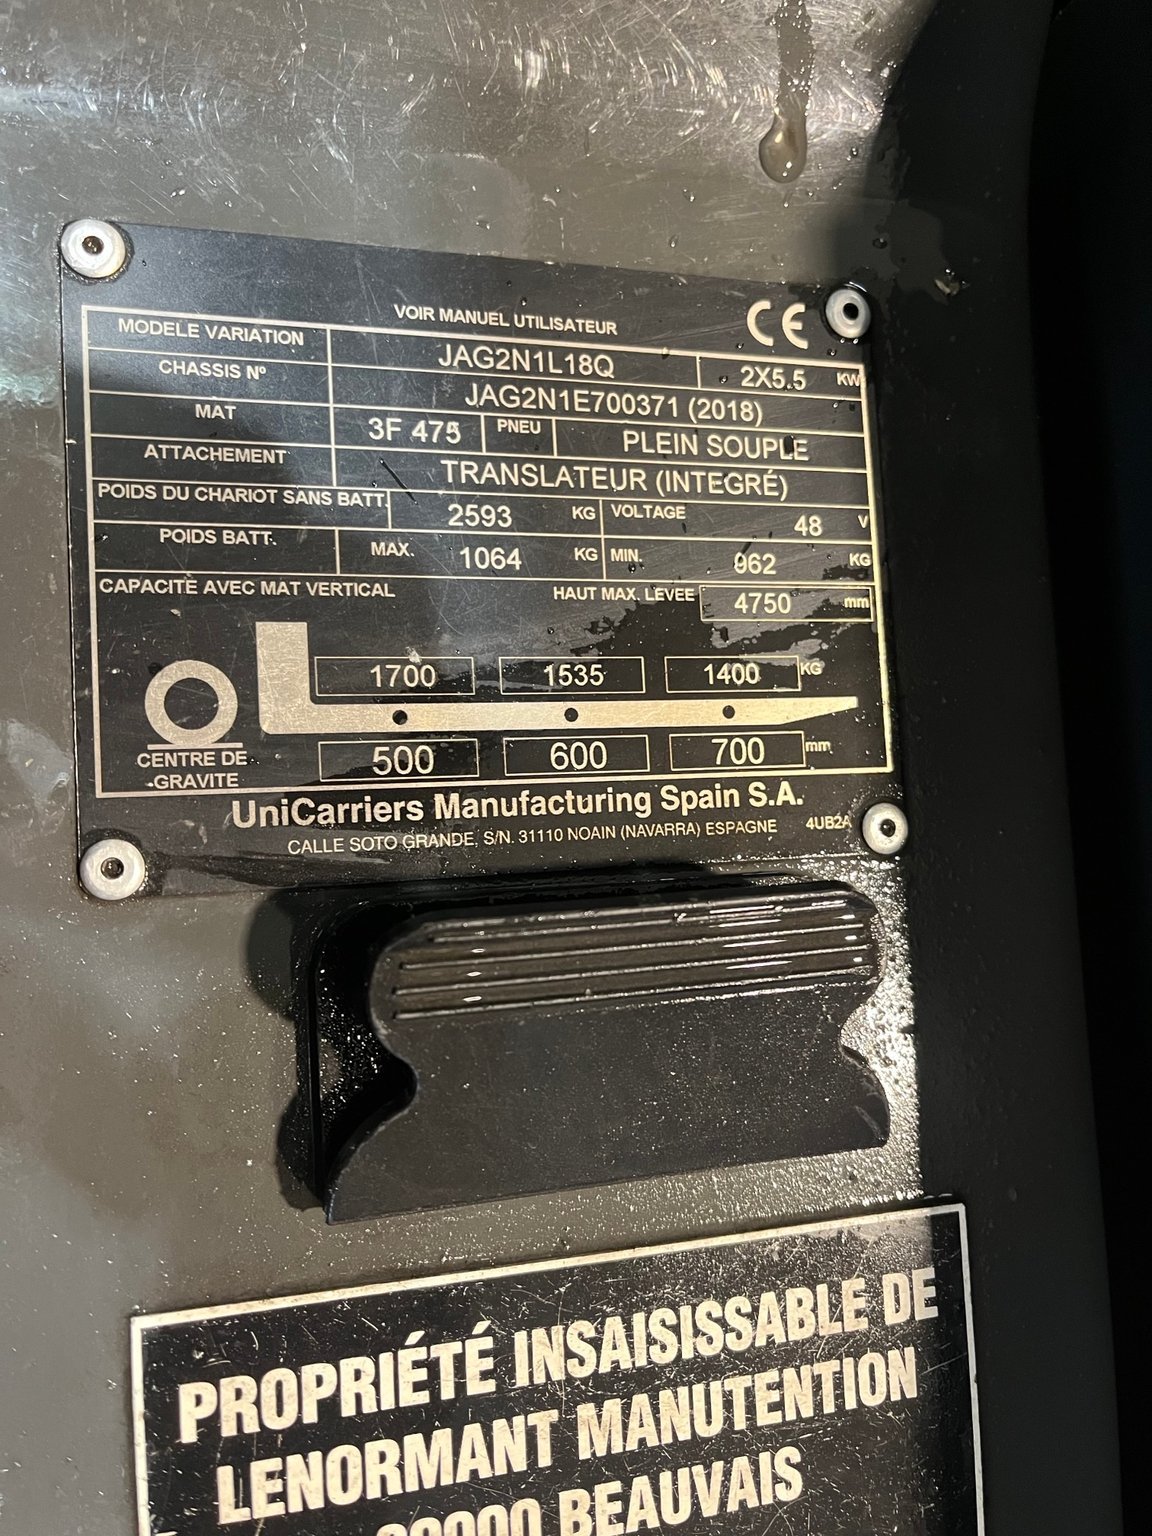 VOIR MANUEL UTILISATEUR CE
MODELE VARIATION JAG2N1L18Q 2X5.5 KW
CHASSIS Nº JAG2N1E700371 (2018)
MAT 3F 475 PNEU PLEIN SOUPLE
ATTACHEMENT TRANSLATEUR (INTEGRÉ)
POIDS DU CHARIOT SANS BATT. 2593 KG VOLTAGE 48 V
POIDS BATT. MAX. 1064 KG MIN. 962 KG
CAPACITE AVEC MAT VERTICAL HAUT MAX. LEVEE 4750 mm
1700 1535 1400 KG
500 600 700 mm
CENTRE DE
GRAVITE
UniCarriers Manufacturing Spain S.A.
CALLE SOTO GRANDE, S/N. 31110 NOAIN (NAVARRA) ESPAGNE 4UB2A
PROPRIÉTÉ INSAISISSABLE DE
LENORMANT MANUTENTION
BEAUVAIS